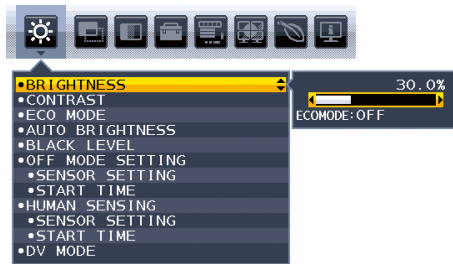 •BRIGHTNESS
•CONTRAST
•ECO MODE
•AUTO BRIGHTNESS
•BLACK LEVEL
•OFF MODE SETTING
•SENSOR SETTING
•START TIME
•HUMAN SENSING
•SENSOR SETTING
•START TIME
•DV MODE
30.0%
ECOMODE:OFF